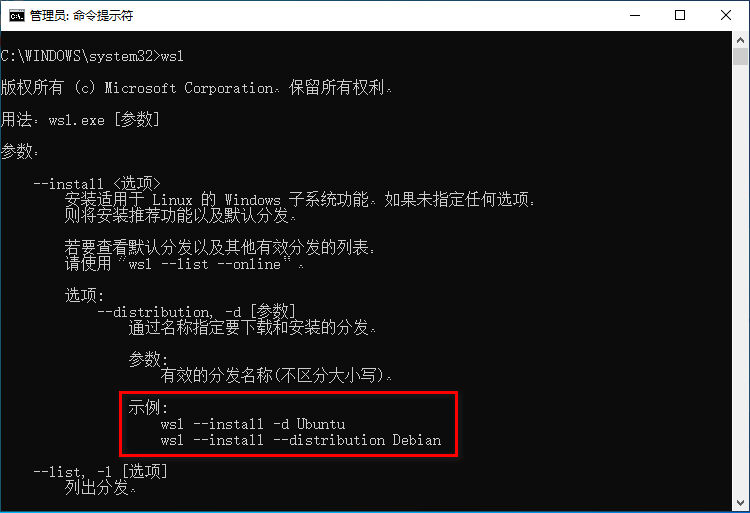 管理员: 命令提示符
C:\WINDOWS\system32>wsl
版权所有 (c) Microsoft Corporation。保留所有权利。
用法: wsl.exe [参数]
参数:
--install <选项>
安装适用于 Linux 的 Windows 子系统功能。如果未指定任何选项,
则将安装推荐功能以及默认分发。
若要查看默认分发以及其他有效分发的列表,
请使用“wsl --list --online”。
选项:
--distribution, -d [参数]
通过名称指定要下载和安装的分发。
参数:
有效的分发名称(不区分大小写)。
示例:
wsl --install -d Ubuntu
wsl --install --distribution Debian
--list, -l [选项]
列出分发。